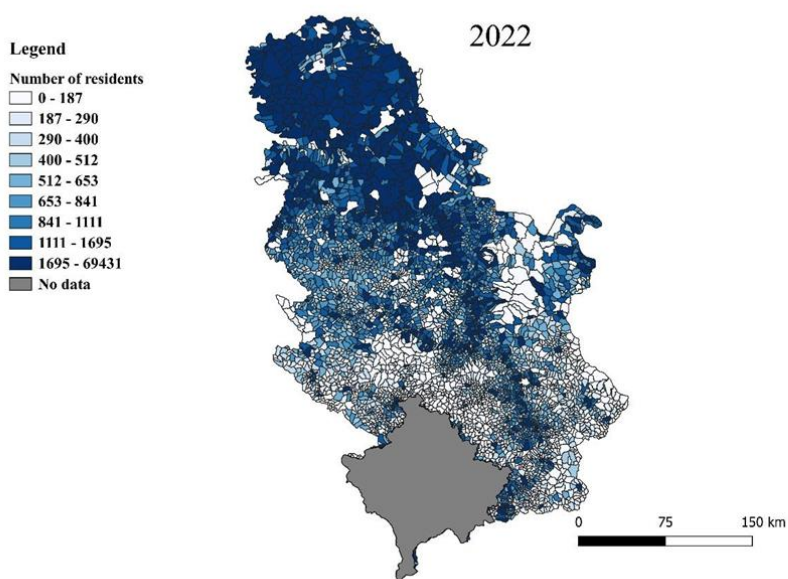 2022
Legend
Number of residents
0 - 187
187 - 290
290 - 400
400 - 512
512 - 653
653 - 841
841 - 1111
1111 - 1695
1695 - 69431
No data
0 75 150 km